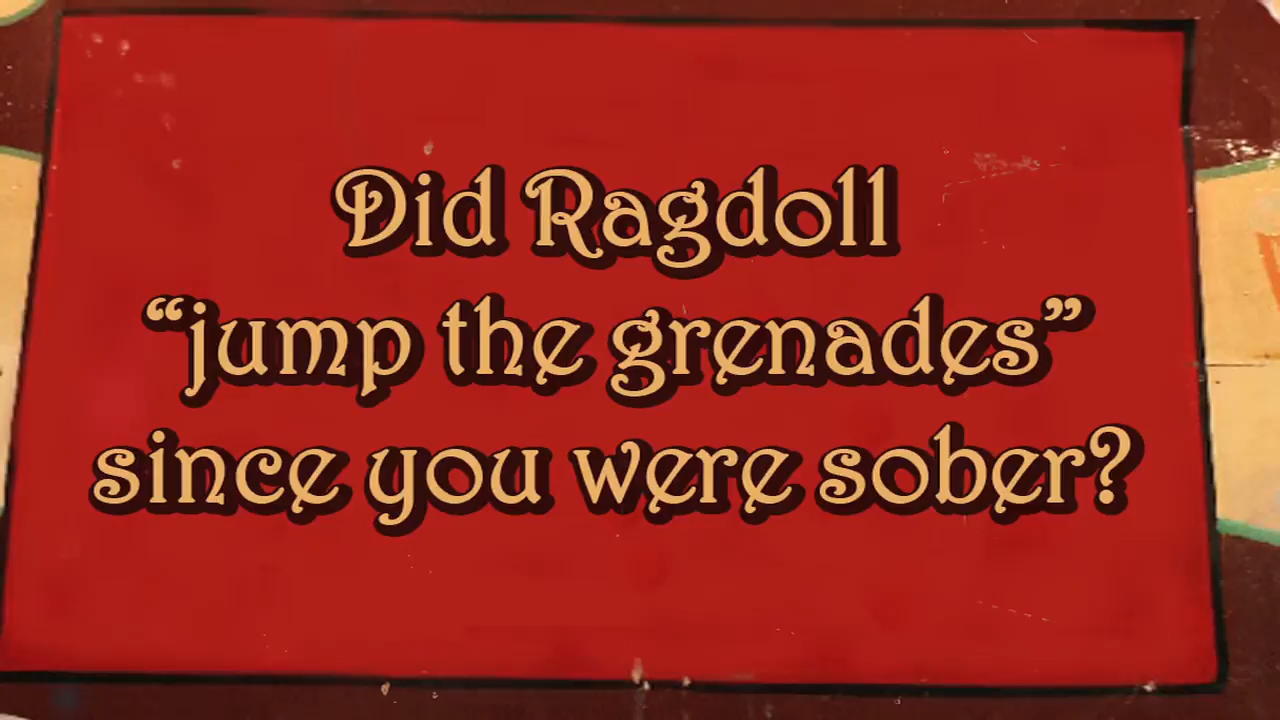 Did Ragdoll
“jump the grenades”
since you were sober?